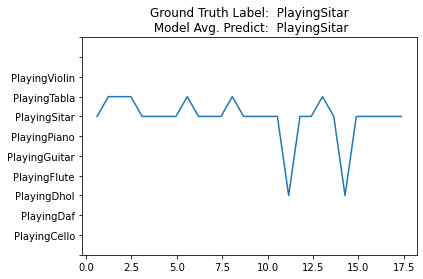 Ground Truth Label:  PlayingSitar
Model Avg. Predict:  PlayingSitar
PlayingViolin
PlayingTabla
PlayingSitar
PlayingPiano
PlayingGuitar
PlayingFlute
PlayingDhol
PlayingDaf
PlayingCello
0.0 2.5 5.0 7.5 10.0 12.5 15.0 17.5